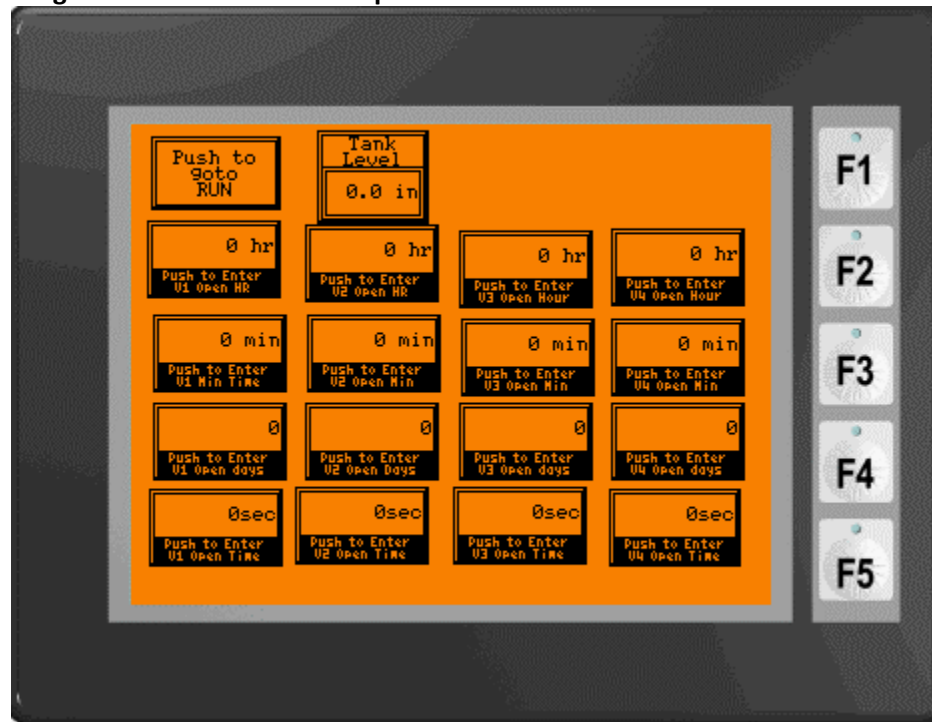 Push to
goto
RUN
Tank
Level
0.0 in
F1
0 hr
Push to Enter
V1 Open HR
0 hr
Push to Enter
V2 Open HR
0 hr
Push to Enter
V3 Open Hour
0 hr
Push to Enter
V4 Open Hour
F2
0 min
Push to Enter
V1 Min Time
0 min
Push to Enter
V2 Open Min
0 min
Push to Enter
V3 Open Min
0 min
Push to Enter
V4 Open Min
F3
0
Push to Enter
V1 Open days
0
Push to Enter
V2 Open Days
0
Push to Enter
V3 Open days
0
Push to Enter
V4 Open days
F4
0sec
Push to Enter
V1 Open Time
0sec
Push to Enter
V2 Open Time
0sec
Push to Enter
V3 Open Time
0sec
Push to Enter
V4 Open Time
F5